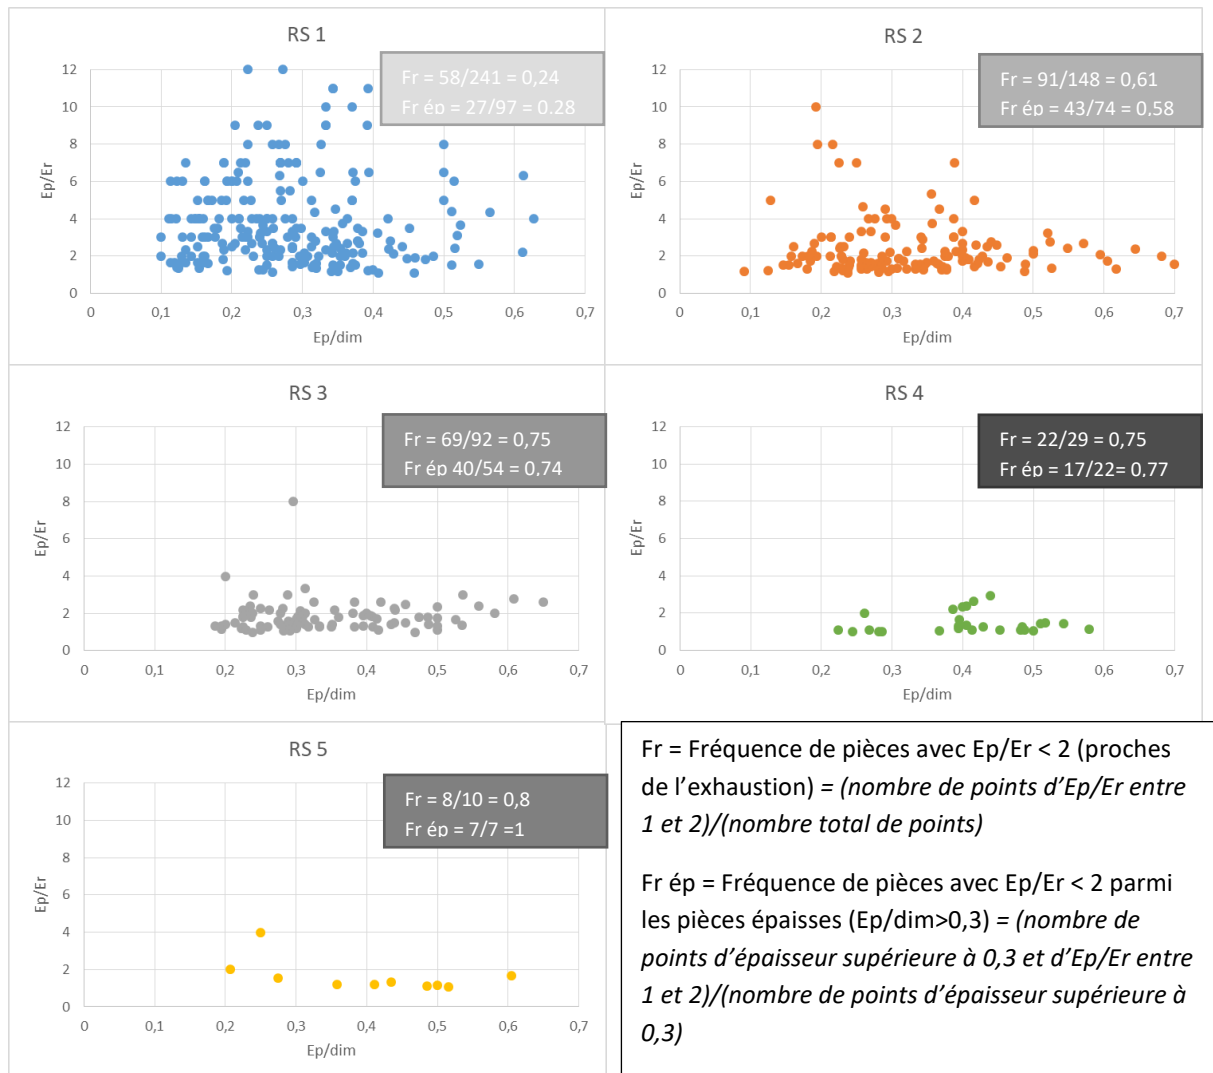 RS 1
Fr = 58/241 = 0,24
Fr ép = 27/97 = 0.28
12
10
8
6
4
2
0
Ep/Er
0 0,1 0,2 0,3 0,4 0,5 0,6 0,7
Ep/dim
RS 2
Fr = 91/148 = 0,61
Fr ép = 43/74 = 0,58
12
10
8
6
4
2
0
Ep/Er
0 0,1 0,2 0,3 0,4 0,5 0,6 0,7
Ep/dim
RS 3
Fr = 69/92 = 0,75
Fr ép 40/54 = 0,74
12
10
8
6
4
2
0
Ep/Er
0 0,1 0,2 0,3 0,4 0,5 0,6 0,7
Ep/dim
RS 4
Fr = 22/29 = 0,75
Fr ép = 17/22= 0,77
12
10
8
6
4
2
0
Ep/Er
0 0,1 0,2 0,3 0,4 0,5 0,6 0,7
Ep/dim
RS 5
Fr = 8/10 = 0,8
Fr ép = 7/7 =1
12
10
8
6
4
2
0
Ep/Er
0 0,1 0,2 0,3 0,4 0,5 0,6 0,7
Ep/dim
Fr = Fréquence de pièces avec Ep/Er < 2 (proches
de l’exhaustion) = (nombre de points d’Ep/Er entre
1 et 2)/(nombre total de points)
Fr ép = Fréquence de pièces avec Ep/Er < 2 parmi
les pièces épaisses (Ep/dim>0,3) = (nombre de
points d’épaisseur supérieure à 0,3 et d’Ep/Er entre
1 et 2)/(nombre de points d’épaisseur supérieure à
0,3)